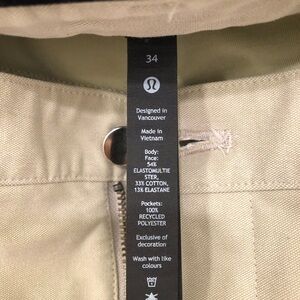 34
Designed in
Vancouver
Made in
Vietnam
Body:
Face:
54%
ELASTOMULTIE
STER,
33% COTTON,
13% ELASTANE
Pockets:
100%
RECYCLED
POLYESTER
Exclusive of
decoration
Wash with like
colours